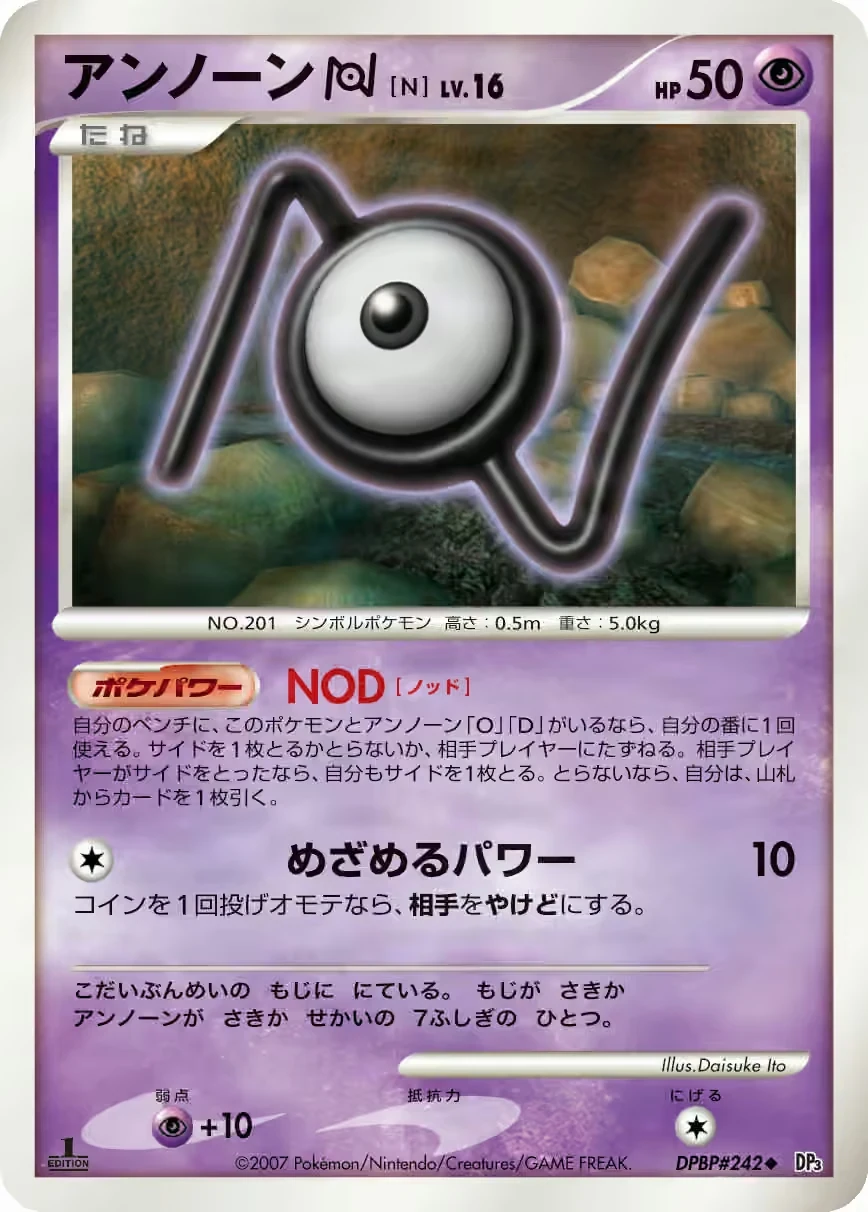 アンノーン N [N] LV.16 HP 50
たね
NO.201 シンボルポケモン 高さ:0.5m 重さ:5.0kg
ポケパワー NOD [ノッド]
自分のベンチに、このポケモンとアンノーン「O」「D」がいるなら、自分の番に1回
使える。サイドを1枚とるかとらないか、相手プレイヤーにたずねる。相手プレイ
ヤーがサイドをとったなら、自分もサイドを1枚とる。とらないなら、自分は、山札
からカードを1枚引く。
めざめるパワー 10
コインを1回投げオモテなら、相手をやけどにする。
こだいぶんめいの もじに にている。 もじが さきか
アンノーンが さきか せかいの 7ふしぎの ひとつ。
Illus.Daisuke Ito
弱点 抵抗力 にげる
+10
1 EDITION ©2007 Pokémon/Nintendo/Creatures/GAME FREAK. DPBP#242◆ DP3